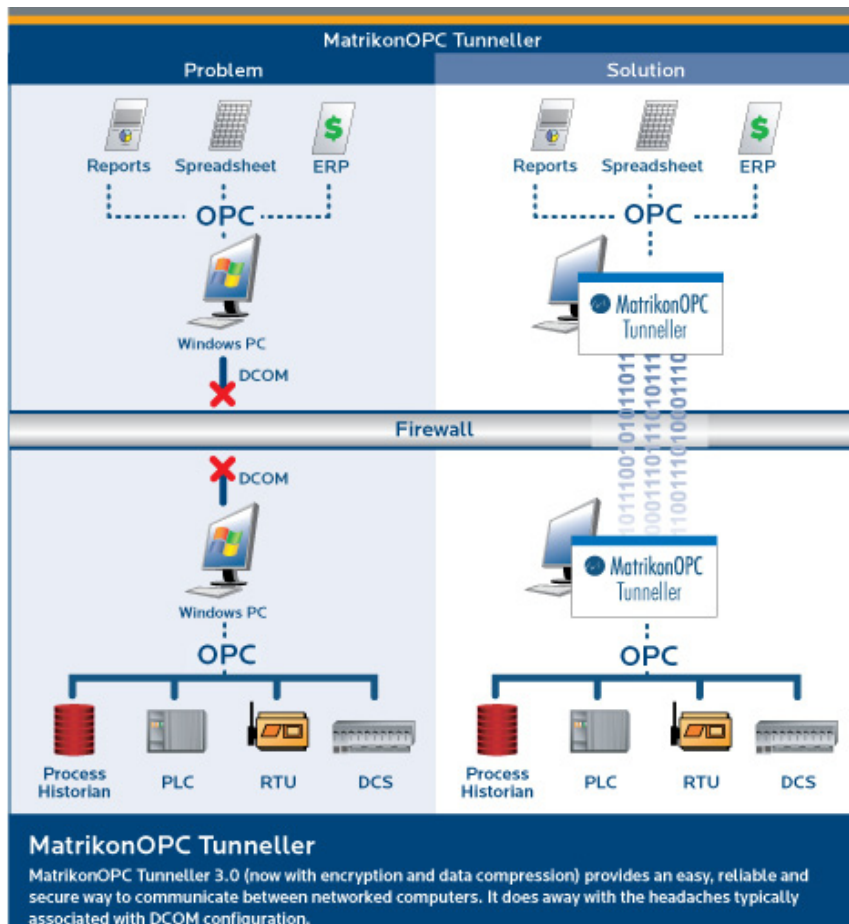 MatrikonOPC Tunneller
Problem
Solution
Reports Spreadsheet ERP
OPC
Windows PC
DCOM
Reports Spreadsheet ERP
OPC
MatrikonOPC
Tunneller
Firewall
DCOM
Windows PC
OPC
Process
Historian
PLC
RTU
DCS
MatrikonOPC
Tunneller
OPC
Process
Historian
PLC
RTU
DCS
MatrikonOPC Tunneller
MatrikonOPC Tunneller 3.0 (now with encryption and data compression) provides an easy, reliable and
secure way to communicate between networked computers. It does away with the headaches typically
associated with DCOM configuration.